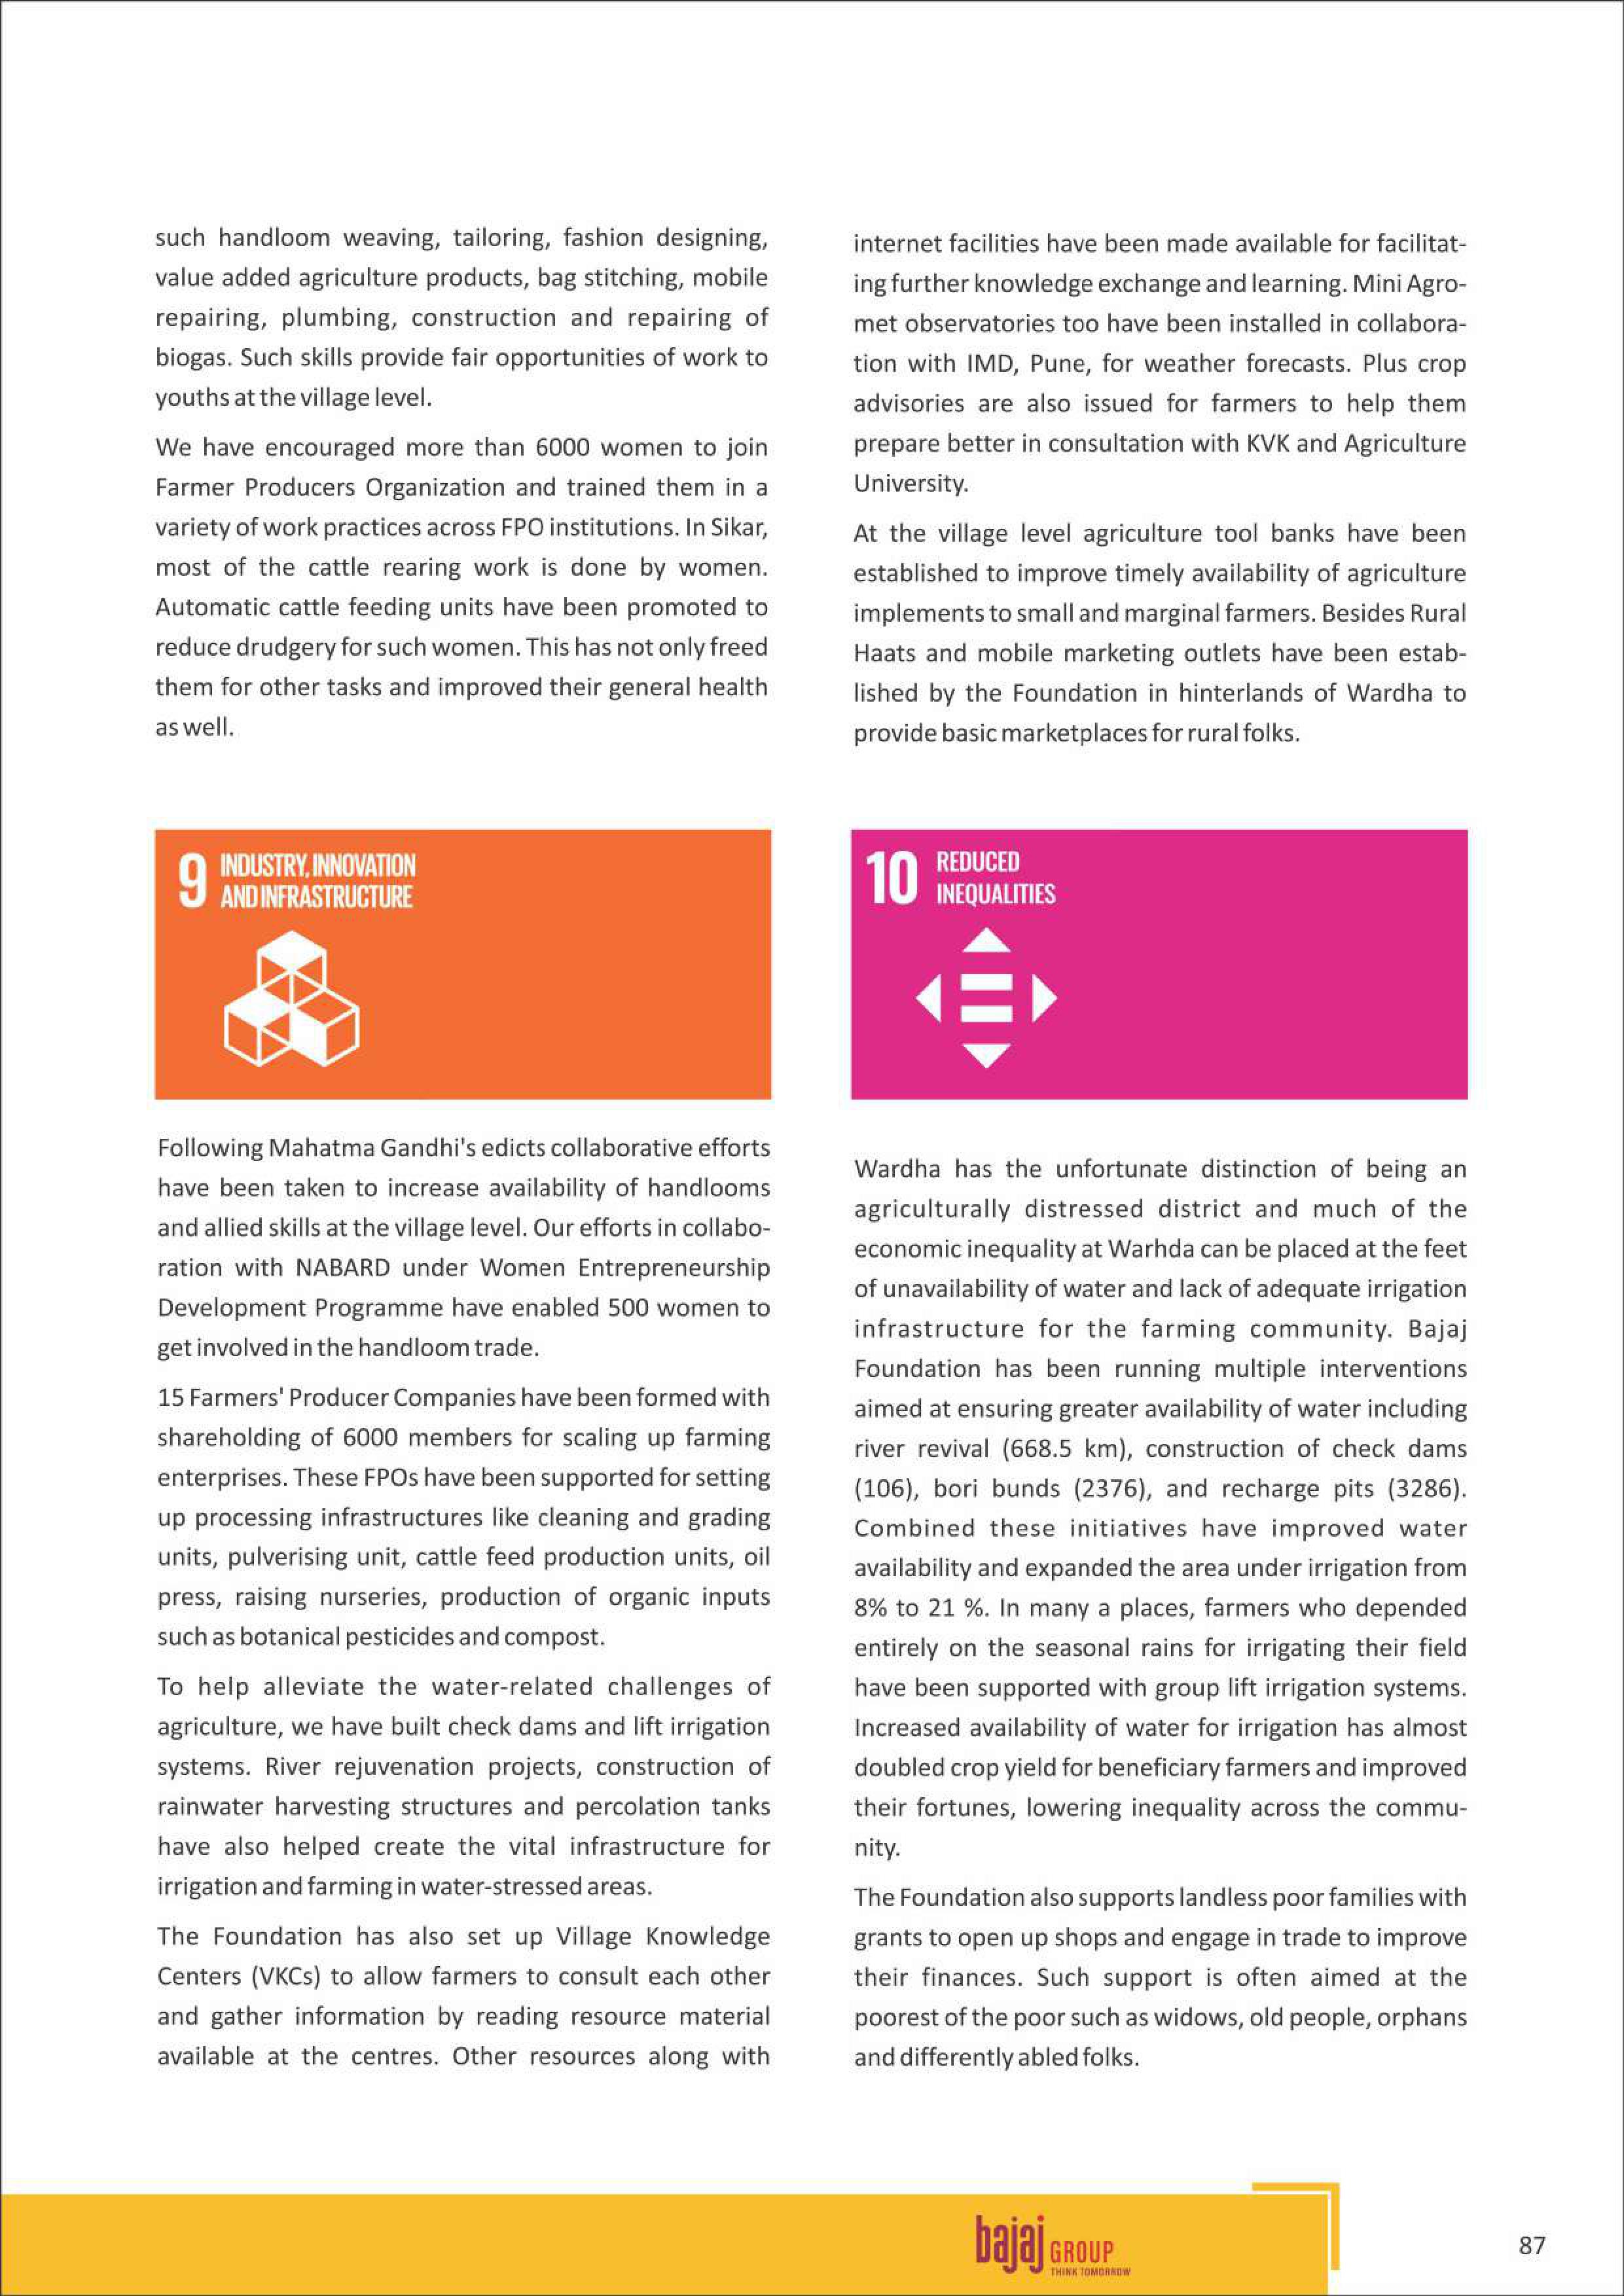 such handloom weaving, tailoring, fashion designing,
value added agriculture products, bag stitching, mobile
repairing, plumbing, construction and repairing of
biogas. Such skills provide fair opportunities of work to
youths at the village level.
We have encouraged more than 6000 women to join
Farmer Producers Organization and trained them in a
variety of work practices across FPO institutions. In Sikar,
most of the cattle rearing work is done by women.
Automatic cattle feeding units have been promoted to
reduce drudgery for such women. This has not only freed
them for other tasks and improved their general health
as well.
9 INDUSTRY, INNOVATION
AND INFRASTRUCTURE
Following Mahatma Gandhi's edicts collaborative efforts
have been taken to increase availability of handlooms
and allied skills at the village level. Our efforts in collabo-
ration with NABARD under Women Entrepreneurship
Development Programme have enabled 500 women to
get involved in the handloom trade.
15 Farmers' Producer Companies have been formed with
shareholding of 6000 members for scaling up farming
enterprises. These FPOs have been supported for setting
up processing infrastructures like cleaning and grading
units, pulverising unit, cattle feed production units, oil
press, raising nurseries, production of organic inputs
such as botanical pesticides and compost.
To help alleviate the water-related challenges of
agriculture, we have built check dams and lift irrigation
systems. River rejuvenation projects, construction of
rainwater harvesting structures and percolation tanks
have also helped create the vital infrastructure for
irrigation and farming in water-stressed areas.
The Foundation has also set up Village Knowledge
Centers (VKCs) to allow farmers to consult each other
and gather information by reading resource material
available at the centres. Other resources along with
internet facilities have been made available for facilitat-
ing further knowledge exchange and learning. Mini Agro-
met observatories too have been installed in collabora-
tion with IMD, Pune, for weather forecasts. Plus crop
advisories are also issued for farmers to help them
prepare better in consultation with KVK and Agriculture
University.
At the village level agriculture tool banks have been
established to improve timely availability of agriculture
implements to small and marginal farmers. Besides Rural
Haats and mobile marketing outlets have been estab-
lished by the Foundation in hinterlands of Wardha to
provide basic marketplaces for rural folks.
10 REDUCED
INEQUALITIES
Wardha has the unfortunate distinction of being an
agriculturally distressed district and much of the
economic inequality at Warhda can be placed at the feet
of unavailability of water and lack of adequate irrigation
infrastructure for the farming community. Bajaj
Foundation has been running multiple interventions
aimed at ensuring greater availability of water including
river revival (668.5 km), construction of check dams
(106), bori bunds (2376), and recharge pits (3286).
Combined these initiatives have improved water
availability and expanded the area under irrigation from
8% to 21 %. In many a places, farmers who depended
entirely on the seasonal rains for irrigating their field
have been supported with group lift irrigation systems.
Increased availability of water for irrigation has almost
doubled crop yield for beneficiary farmers and improved
their fortunes, lowering inequality across the commu-
nity.
The Foundation also supports landless poor families with
grants to open up shops and engage in trade to improve
their finances. Such support is often aimed at the
poorest of the poor such as widows, old people, orphans
and differently abled folks.
bajaj GROUP
THINK TOMORROW
87